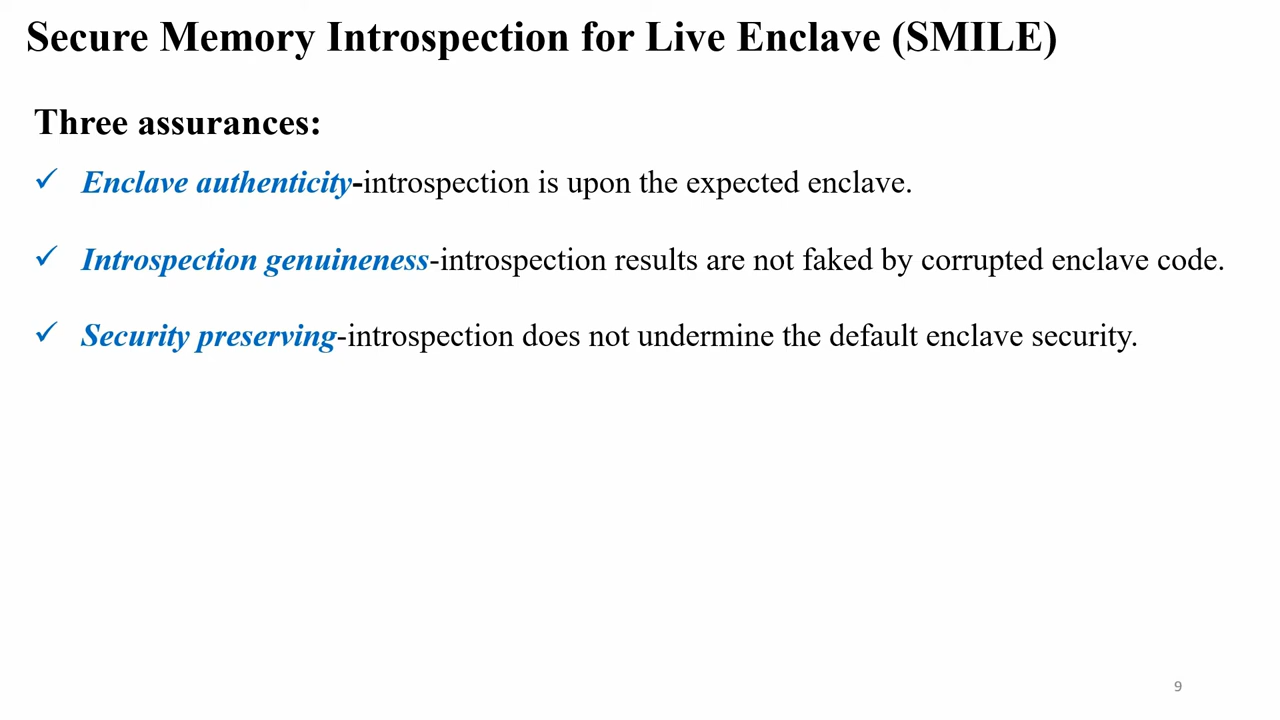 Secure Memory Introspection for Live Enclave (SMILE)
Three assurances:
✓ Enclave authenticity-introspection is upon the expected enclave.
✓ Introspection genuineness-introspection results are not faked by corrupted enclave code.
✓ Security preserving-introspection does not undermine the default enclave security.
9